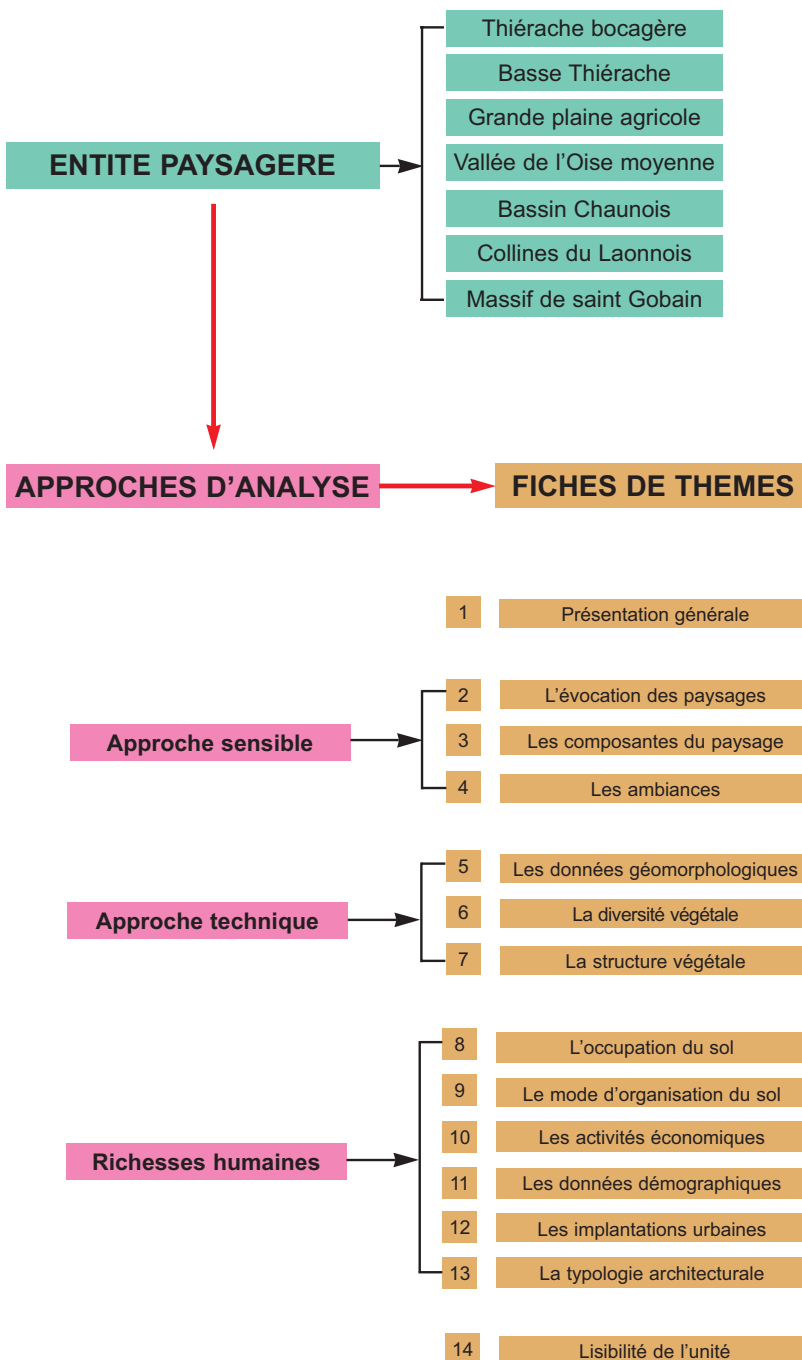 Thiérache bocagère
Basse Thiérache
Grande plaine agricole
ENTITE PAYSAGERE
Vallée de l'Oise moyenne
Bassin Chaunois
Collines du Laonnois
Massif de saint Gobain
APPROCHES D'ANALYSE
FICHES DE THEMES
1 Présentation générale
2 L'évocation des paysages
Approche sensible
3 Les composantes du paysage
4 Les ambiances
5 Les données géomorphologiques
Approche technique
6 La diversité végétale
7 La structure végétale
8 L'occupation du sol
9 Le mode d'organisation du sol
Richesses humaines
10 Les activités économiques
11 Les données démographiques
12 Les implantations urbaines
13 La typologie architecturale
14 Lisibilité de l'unité